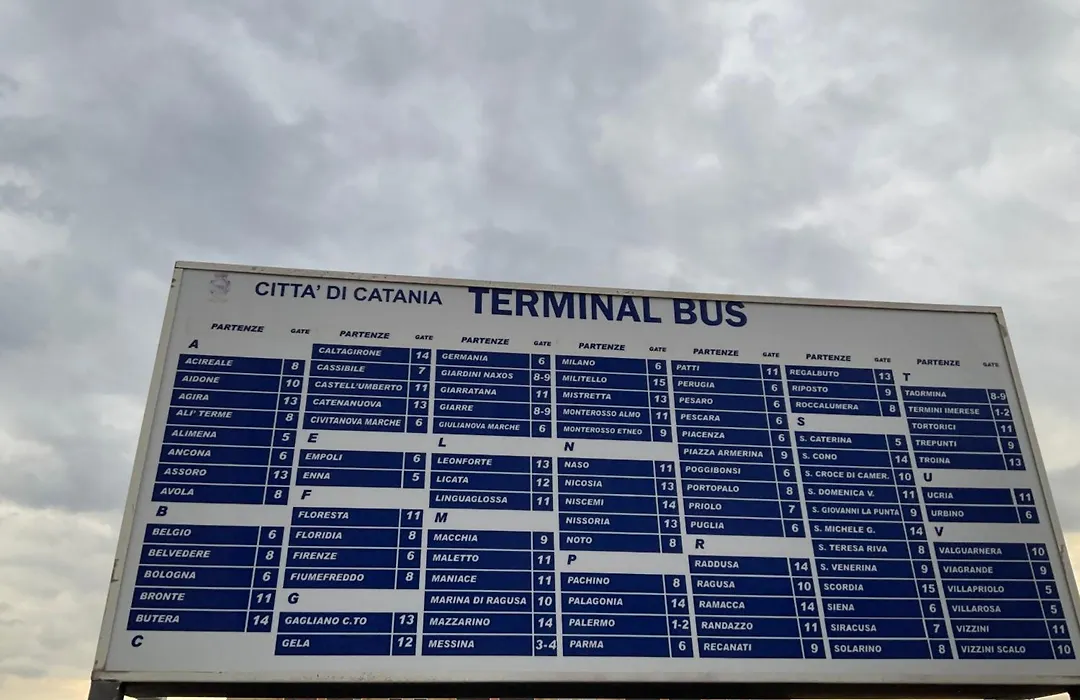 CITTA' DI CATANIA TERMINAL BUS
PARTENZE GATE
A
ACIREALE 8
AIDONE 10
AGIRA 13
ALI' TERME 8
ALIMENA 5
ANCONA 6
ASSORO 13
AVOLA 8
B
BELGIO 6
BELVEDERE 8
BOLOGNA 6
BRONTE 11
BUTERA 14
C
PARTENZE GATE
CALTAGIRONE 14
CASSIBILE 7
CASTELL'UMBERTO 11
CATENANUOVA 13
CIVITANOVA MARCHE 6
E
EMPOLI 6
ENNA 5
F
FLORESTA 11
FLORIDIA 8
FIRENZE 6
FIUMEFREDDO 8
G
GAGLIANO C.TO 13
GELA 12
PARTENZE GATE
GERMANIA 6
GIARDINI NAXOS 8-9
GIARRATANA 11
GIARRE 8-9
GIULIANOVA MARCHE 6
L
LEONFORTE 13
LICATA 12
LINGUAGLOSSA 11
M
MACCHIA 9
MALETTO 11
MANIACE 11
MARINA DI RAGUSA 10
MAZZARINO 14
MESSINA 3-4
PARTENZE GATE
MILANO 6
MILITELLO 15
MISTRETTA 13
MONTEROSSO ALMO 11
MONTEROSSO ETNEO 9
N
NASO 11
NICOSIA 13
NISCEMI 14
NISSORIA 13
NOTO 8
P
PACHINO 8
PALAGONIA 14
PALERMO 1-2
PARMA 6
PARTENZE GATE
PATTI 11
PERUGIA 6
PESARO 6
PESCARA 6
PIACENZA 6
PIAZZA ARMERINA 9
POGGIBONSI 6
PORTOPALO 8
PRIOLO 7
PUGLIA 6
R
RADDUSA 14
RAGUSA 10
RAMACCA 14
RANDAZZO 11
RECANATI 9
PARTENZE GATE
REGALBUTO 13
RIPOSTO 9
ROCCALUMERA 8
S
S. CATERINA 5
S. CONO 14
S. CROCE DI CAMER. 10
S. DOMENICA V. 11
S. GIOVANNI LA PUNTA 9
S. MICHELE G. 14
S. TERESA RIVA 8
S. VENERINA 9
SCORDIA 15
SIENA 6
SIRACUSA 7
SOLARINO 8
PARTENZE GATE
T
TAORMINA 8-9
TERMINI IMERESE 1-2
TORTORICI 11
TREPUNTI 9
TROINA 13
U
UCRIA 11
URBINO 6
V
VALGUARNERA 10
VIAGRANDE 9
VILLAPRIOLO 5
VILLAROSA 5
VIZZINI 11
VIZZINI SCALO 10